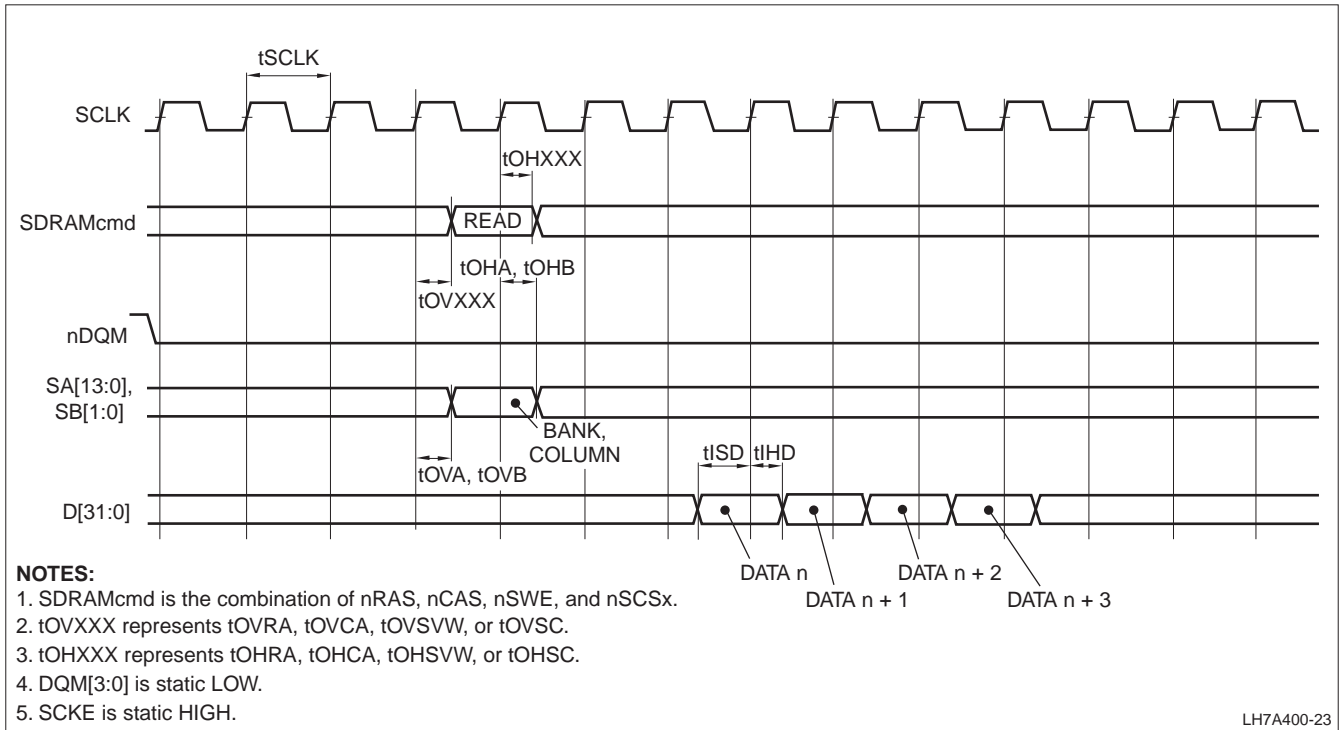 tSCLK
SCLK
tOHXXX
SDRAMcmd
READ
tOHA, tOHB
tOVXXX
nDQM
SA[13:0],
SB[1:0]
BANK,
COLUMN
tOVA, tOVB
tISD
tIHD
D[31:0]
DATA n
DATA n + 2
DATA n + 1
DATA n + 3
NOTES:
1. SDRAMcmd is the combination of nRAS, nCAS, nSWE, and nSCSx.
2. tOVXXX represents tOVRA, tOVCA, tOVSVW, or tOVSC.
3. tOHXXX represents tOHRA, tOHCA, tOHSVW, or tOHSC.
4. DQM[3:0] is static LOW.
5. SCKE is static HIGH.
LH7A400-23